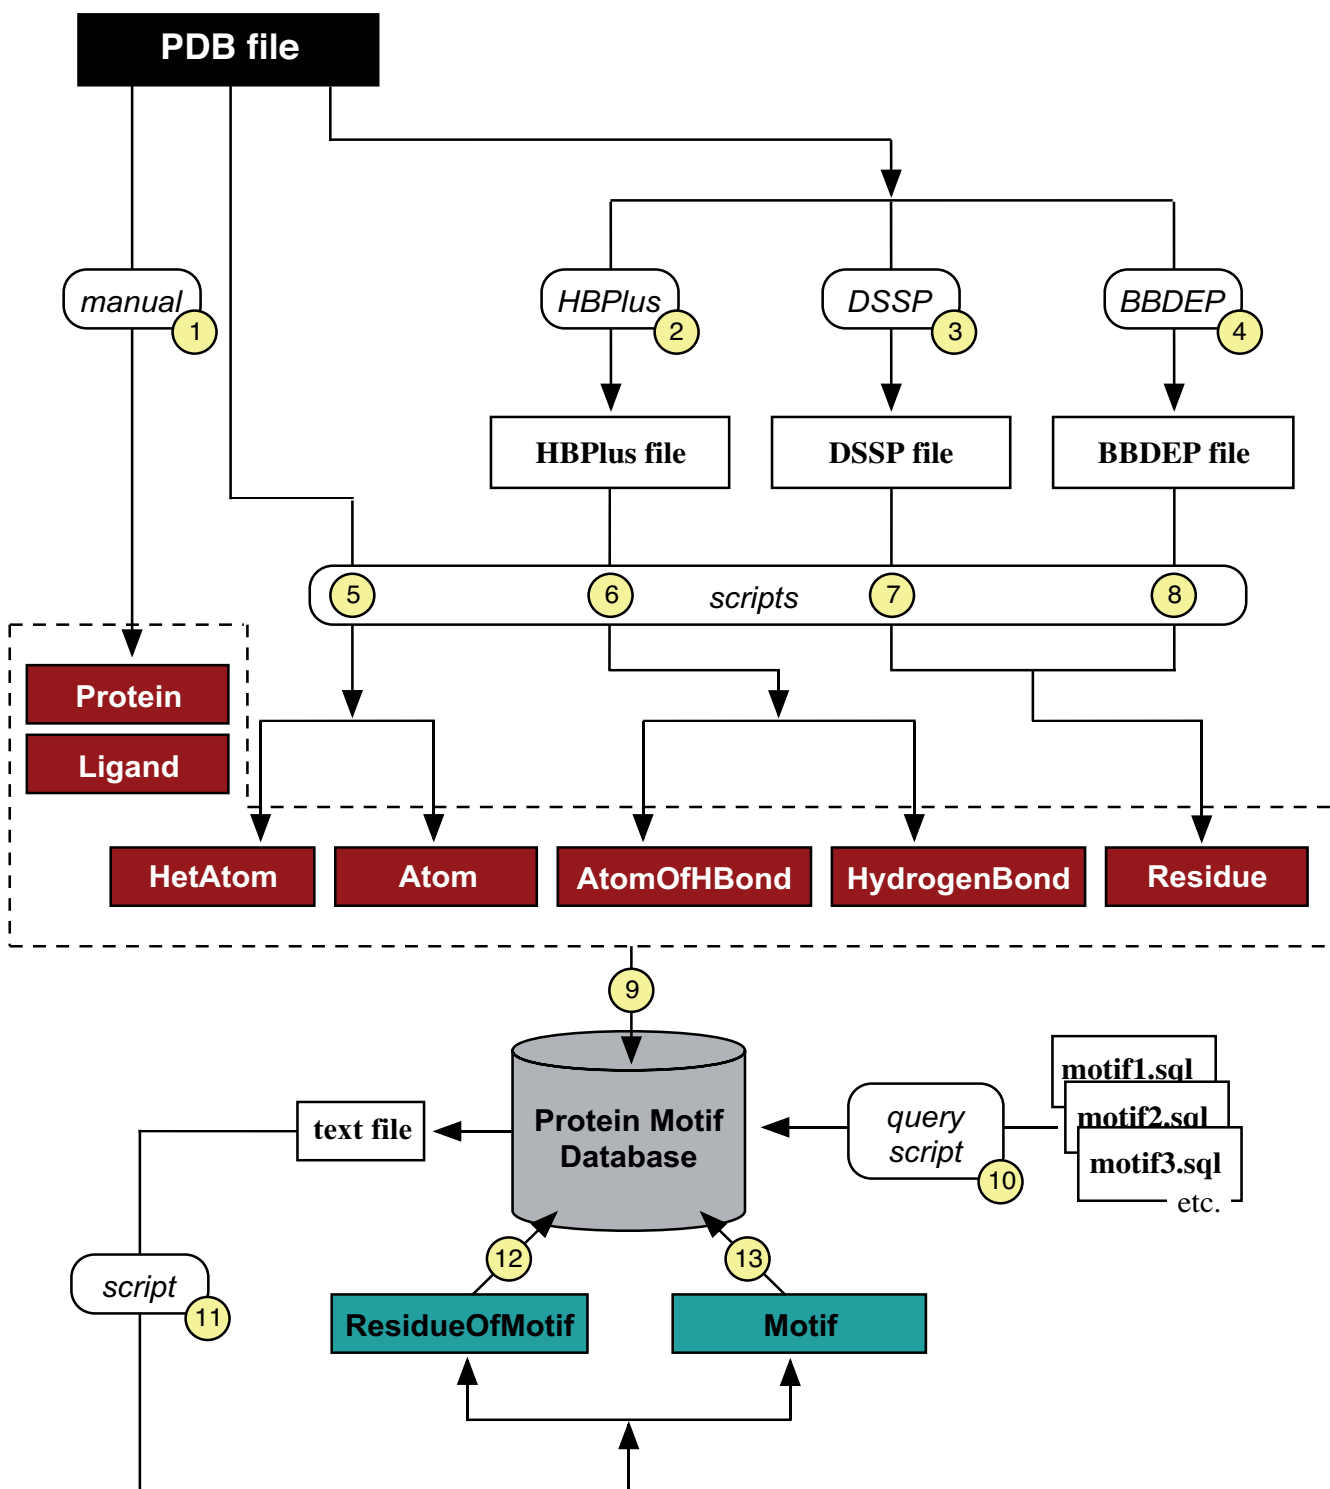 PDB file
manual
1
HBPlus
2
DSSP
3
BBDEP
4
HBPlus file
DSSP file
BBDEP file
5
6
scripts
7
8
Protein
Ligand
HetAtom
Atom
AtomOfHBond
HydrogenBond
Residue
9
Protein Motif
Database
text file
query
script
10
motif1.sql
motif2.sql
motif3.sql
etc.
script
11
12
13
ResidueOfMotif
Motif